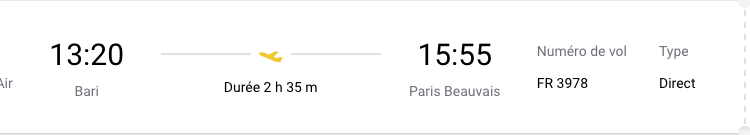 13:20
15:55
Numéro de vol
Type
Air
Bari
Durée 2 h 35 m
Paris Beauvais
FR 3978
Direct